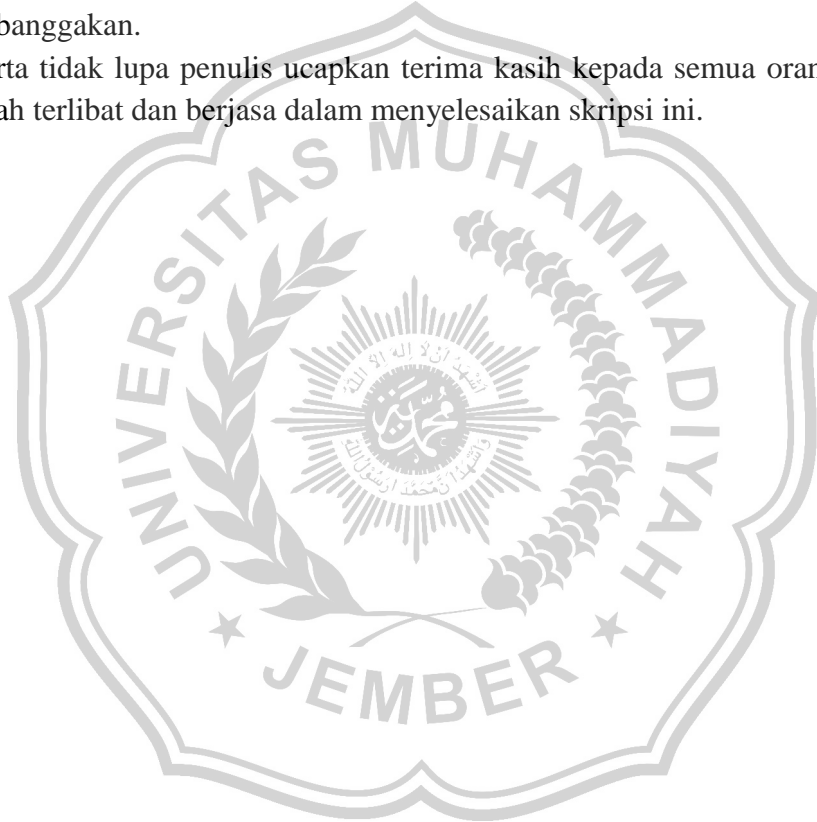 banggakan.
rta tidak lupa penulis ucapkan terima kasih kepada semua oran
ah terlibat dan berjasa dalam menyelesaikan skripsi ini.
UNIVERSITAS MUHAMMADIYAH
JEMBER